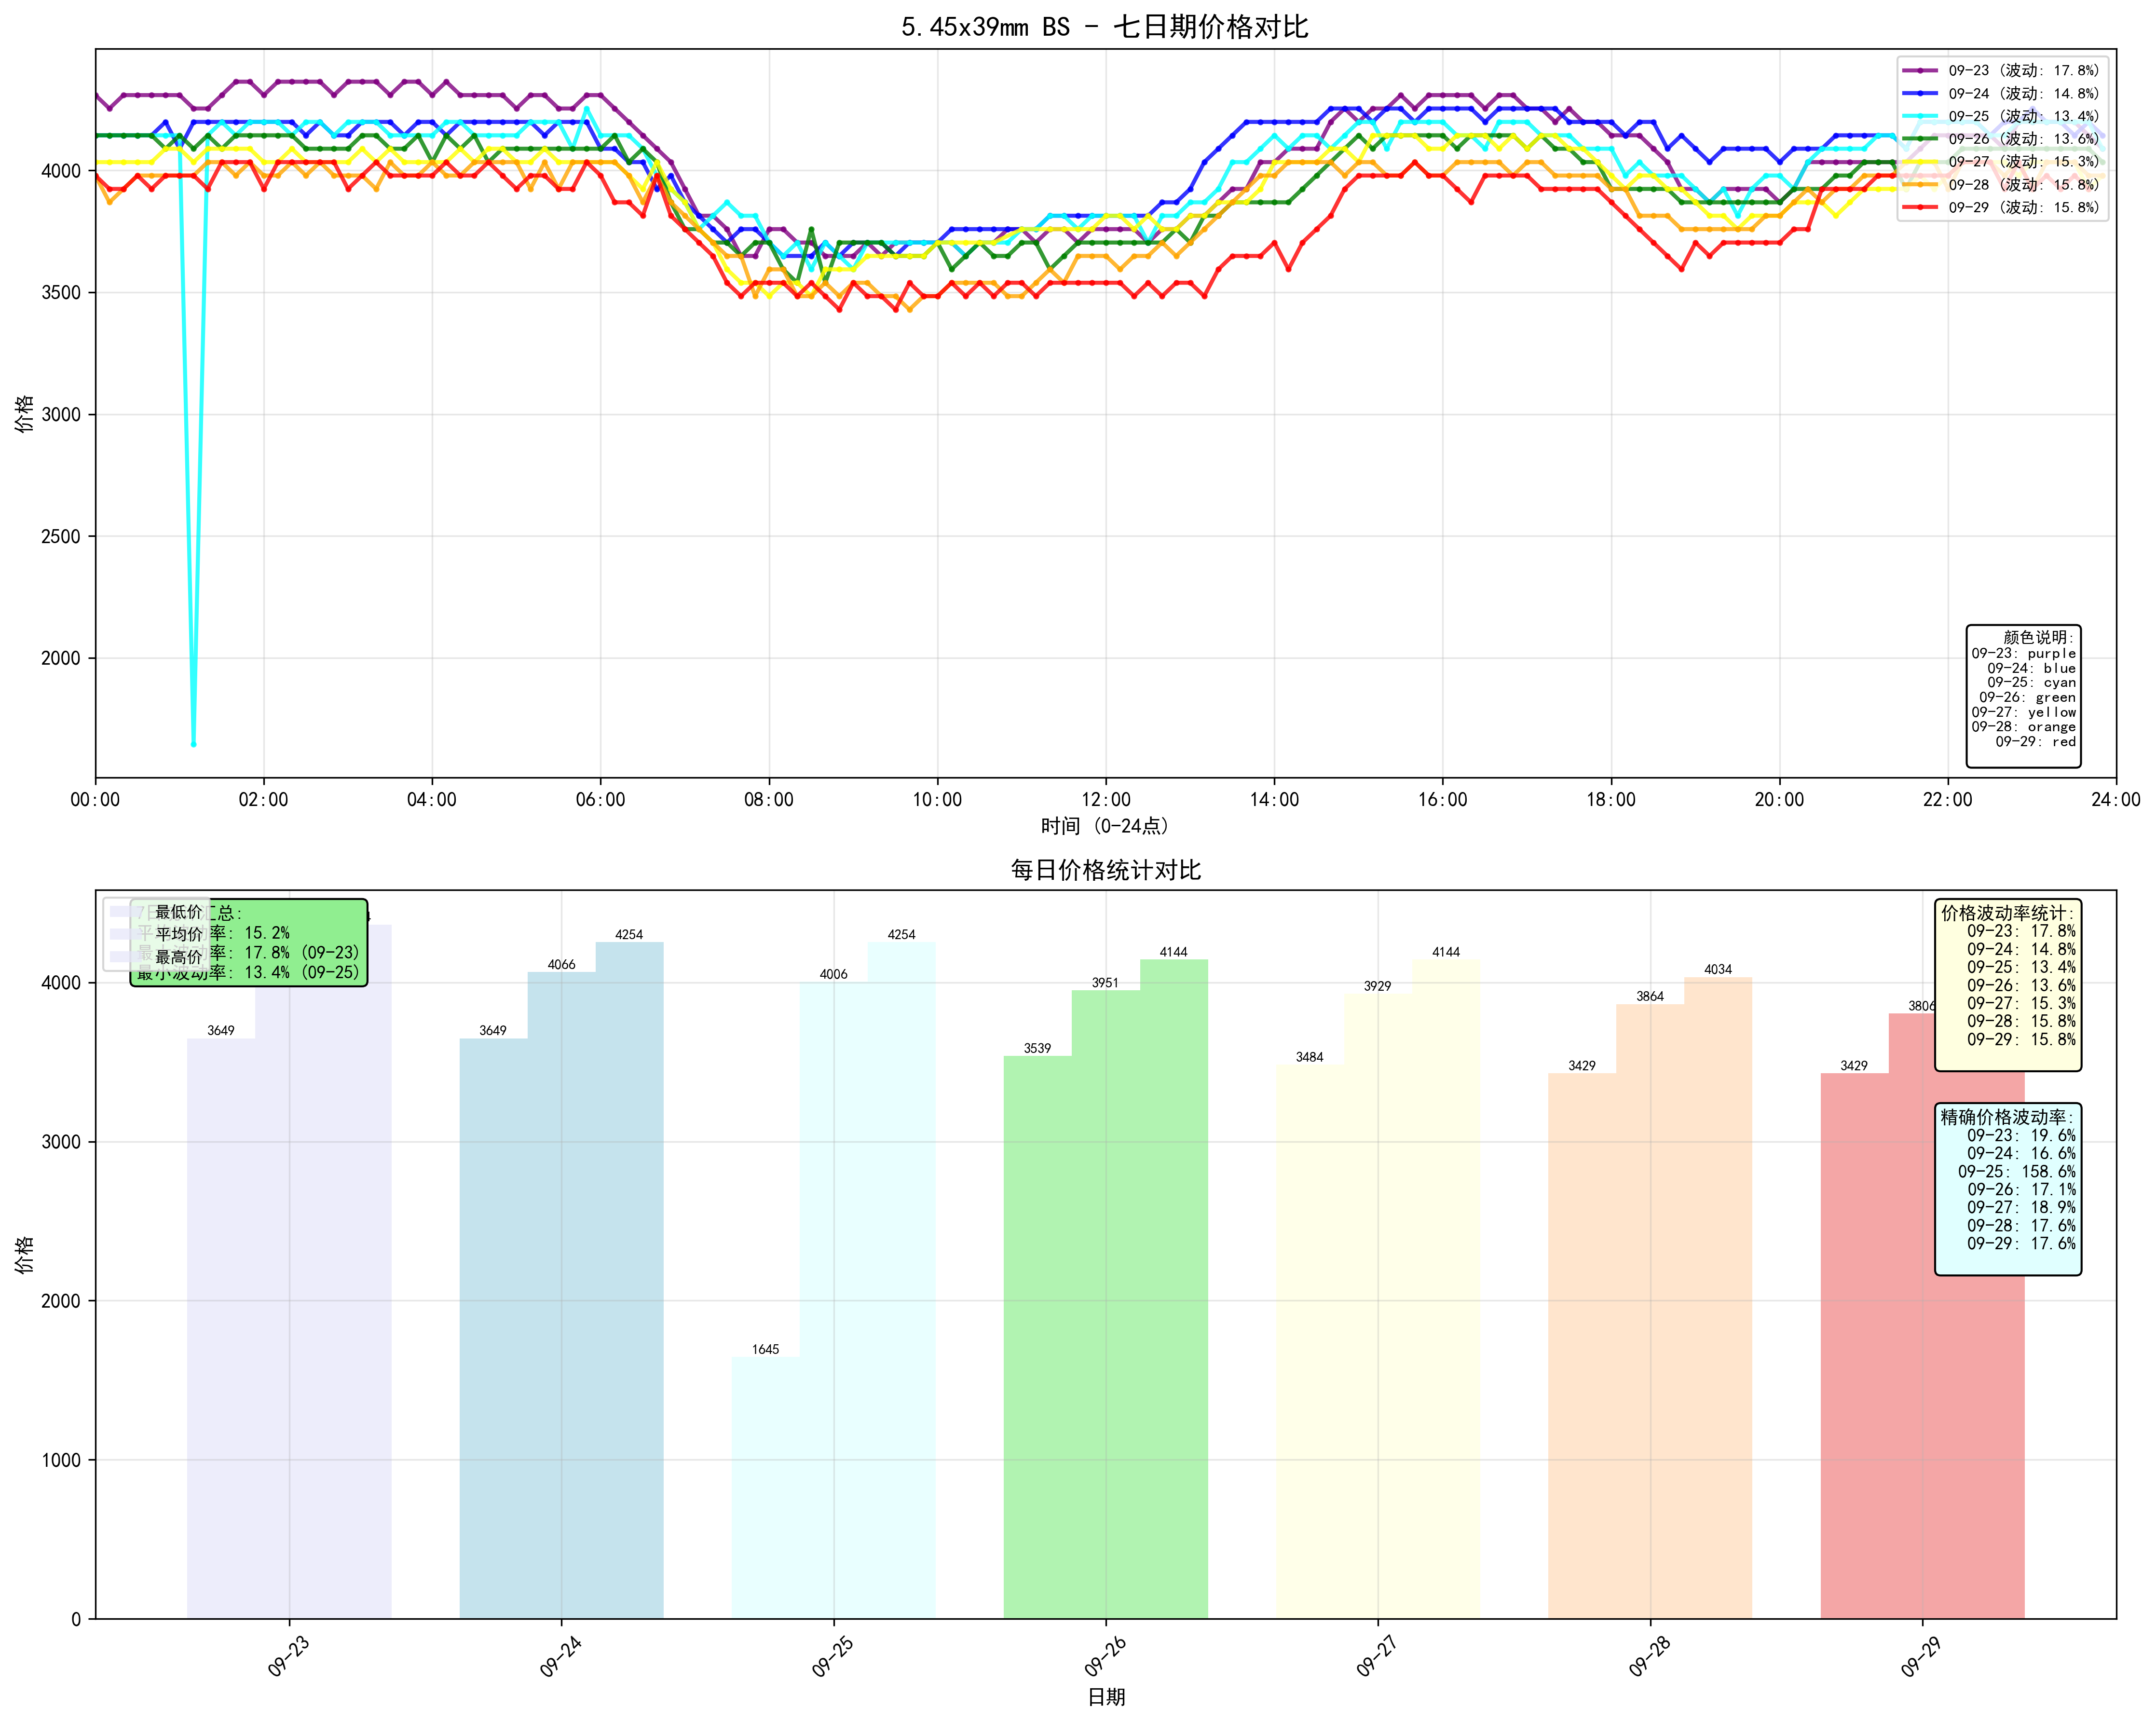 5.45x39mm BS - 七日期价格对比
价格
4000
3500
3000
2500
2000
09-23 (波动: 17.8%)
09-24 (波动: 14.8%)
09-25 (波动: 13.4%)
09-26 (波动: 13.6%)
09-27 (波动: 15.3%)
09-28 (波动: 15.8%)
09-29 (波动: 15.8%)
颜色说明:
09-23: purple
09-24: blue
09-25: cyan
09-26: green
09-27: yellow
09-28: orange
09-29: red
00:00 02:00 04:00 06:00 08:00 10:00 12:00 14:00 16:00 18:00 20:00 22:00 24:00
时间 (0-24点)
每日价格统计对比
价格
4000
3000
2000
1000
0
最低价
平均价
最高价
汇总:
率: 15.2%
率: 17.8% (09-23)
最小波动率: 13.4% (09-25)
3649
3649 4066 4254
1645 4006 4254
3539 3951 4144
3484 3929 4144
3429 3864 4034
3429 3806
价格波动率统计:
09-23: 17.8%
09-24: 14.8%
09-25: 13.4%
09-26: 13.6%
09-27: 15.3%
09-28: 15.8%
09-29: 15.8%
精确价格波动率:
09-23: 19.6%
09-24: 16.6%
09-25: 158.6%
09-26: 17.1%
09-27: 18.9%
09-28: 17.6%
09-29: 17.6%
09-23 09-24 09-25 09-26 09-27 09-28 09-29
日期